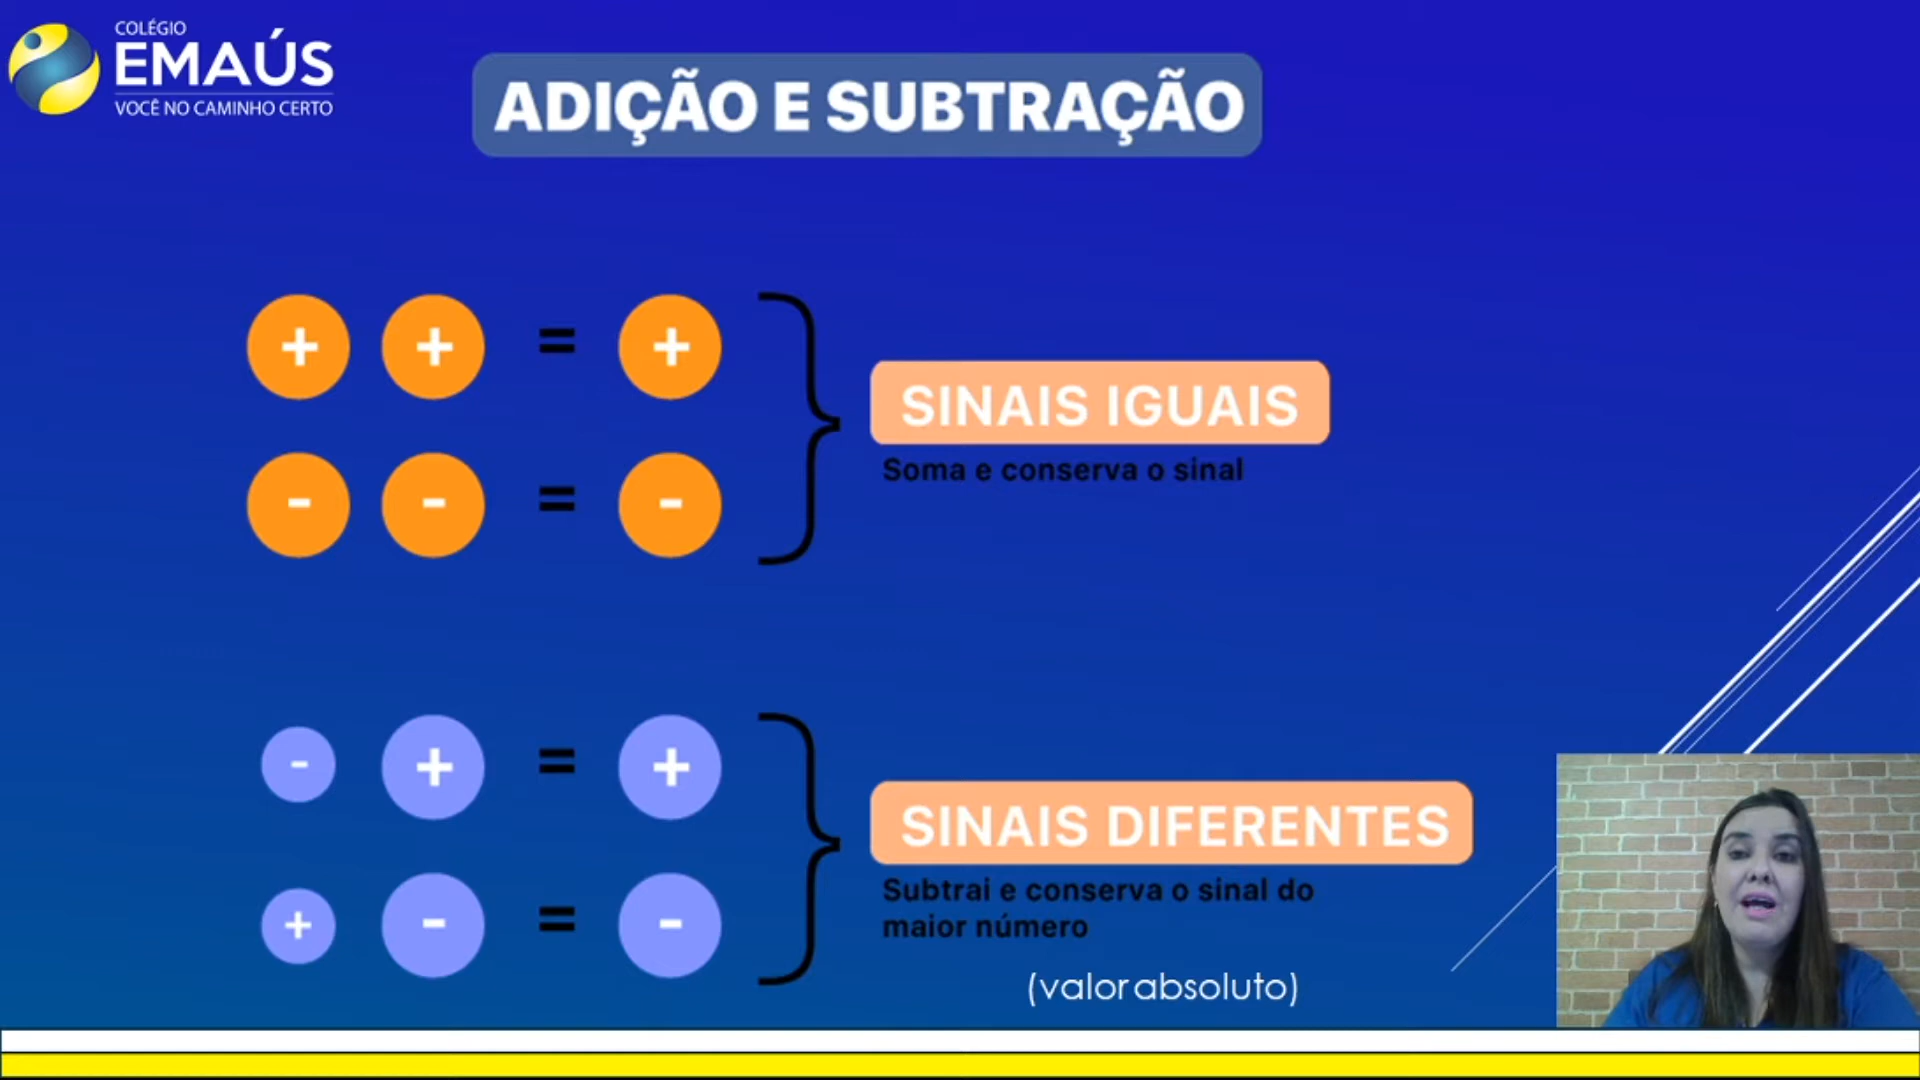 COLÉGIO
EMAÚS
VOCÊ NO CAMINHO CERTO
ADIÇÃO E SUBTRAÇÃO
+ + = +
- - = -
SINAIS IGUAIS
Soma e conserva o sinal
- + = +
+ - = -
SINAIS DIFERENTES
Subtrai e conserva o sinal do
maior número
(valor absoluto)